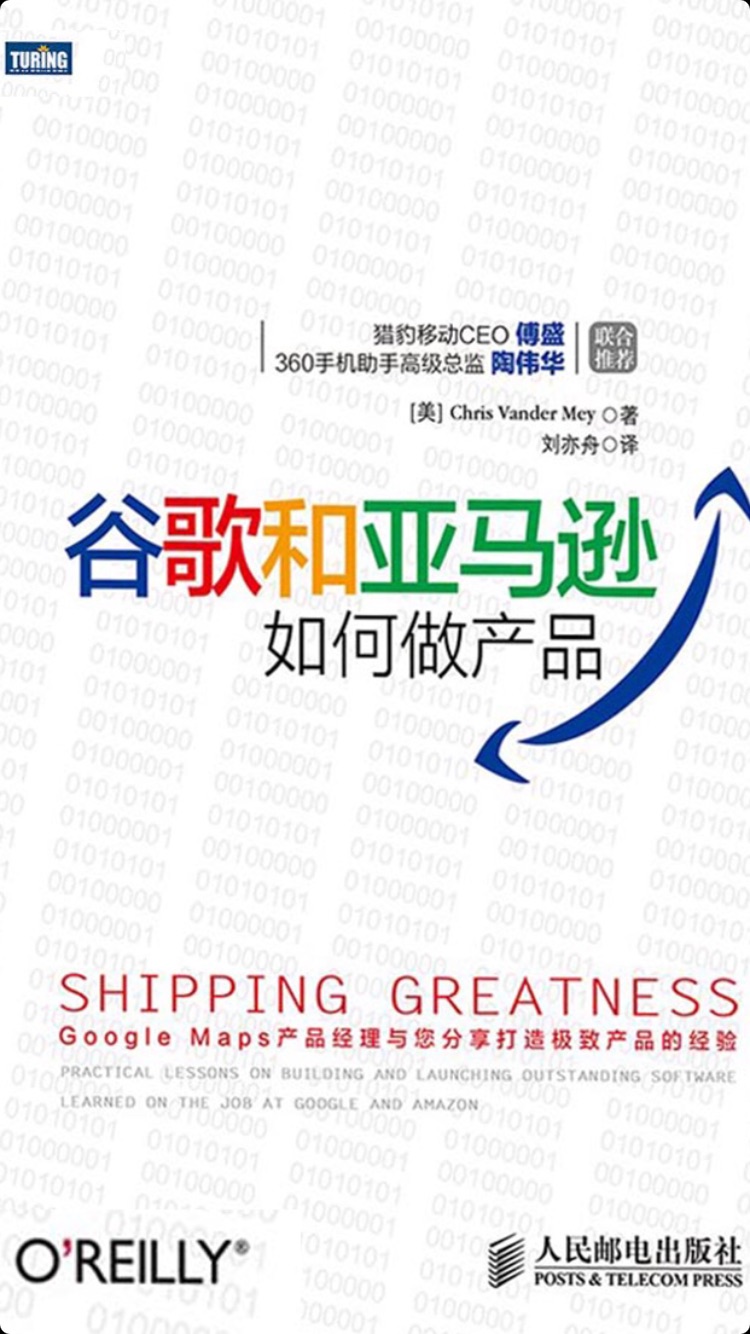 TURING
猎豹移动CEO 傅盛
360手机助手高级总监 陶伟华
联合
推荐
[美] Chris Vander Mey ○著
刘亦舟○译
谷歌和亚马逊
如何做产品
SHIPPING GREATNESS
Google Maps产品经理与您分享打造极致产品的经验
PRACTICAL LESSONS ON BUILDING AND LAUNCHING OUTSTANDING SOFTWARE
LEARNED ON THE JOB AT GOOGLE AND AMAZON
O'REILLY®
人民邮电出版社
POSTS & TELECOM PRESS